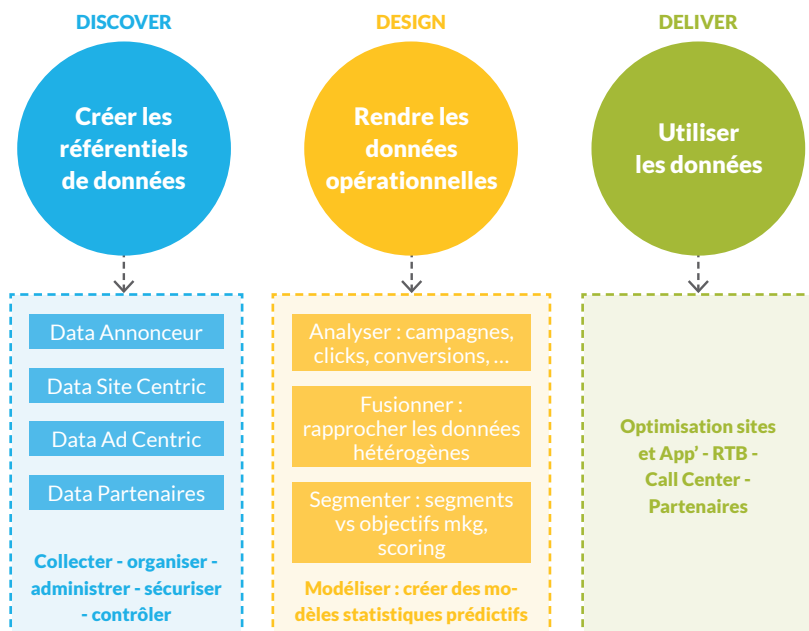 DISCOVER
Créer les
référentiels
de données
Data Annonceur
Data Site Centric
Data Ad Centric
Data Partenaires
Collecter - organiser -
administrer - sécuriser
- contrôler
DESIGN
Rendre les
données
opérationnelles
Analyser : campagnes,
clicks, conversions, ...
Fusionner :
rapprocher les données
hétérogènes
Segmenter : segments
vs objectifs mkg,
scoring
Modéliser : créer des mo-
dèles statistiques prédictifs
DELIVER
Utiliser
les données
Optimisation sites
et App’ - RTB -
Call Center -
Partenaires